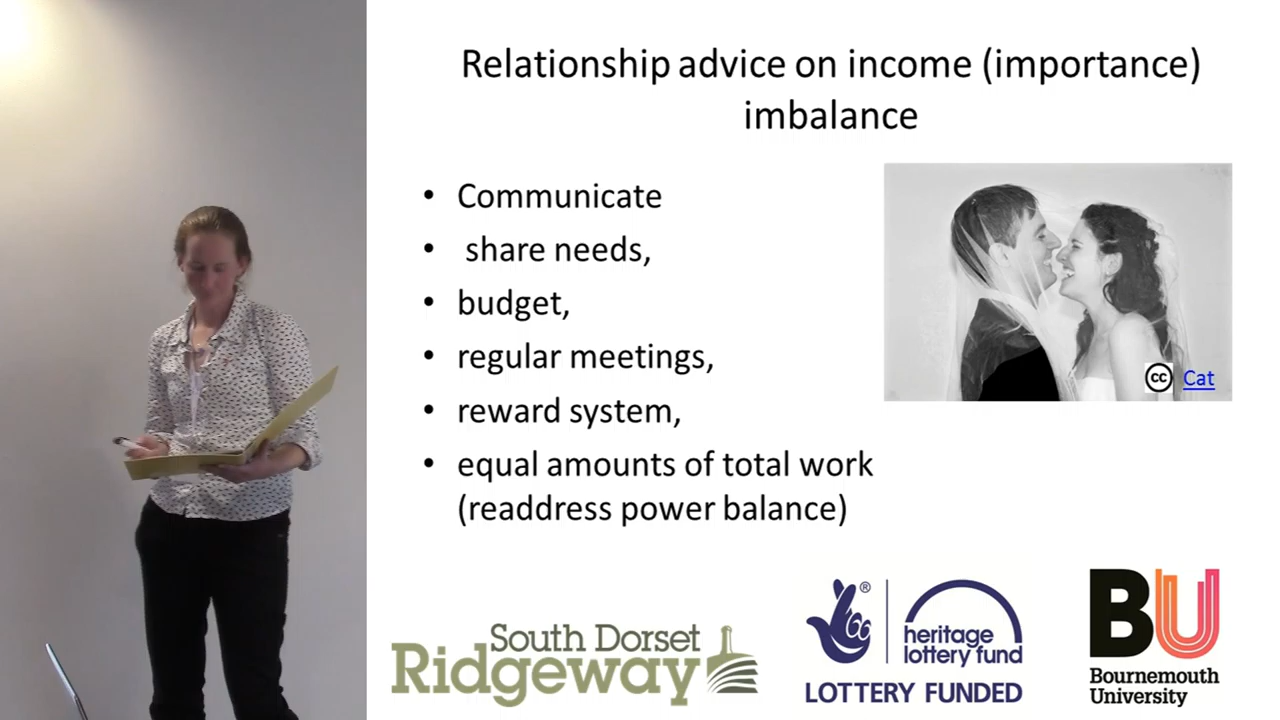 Relationship advice on income (importance)
imbalance
• Communicate
• share needs,
• budget,
• regular meetings,
• reward system,
• equal amounts of total work
(readdress power balance)
cc Cat
South Dorset
Ridgeway
®
heritage
lottery fund
LOTTERY FUNDED
BU
Bournemouth
University